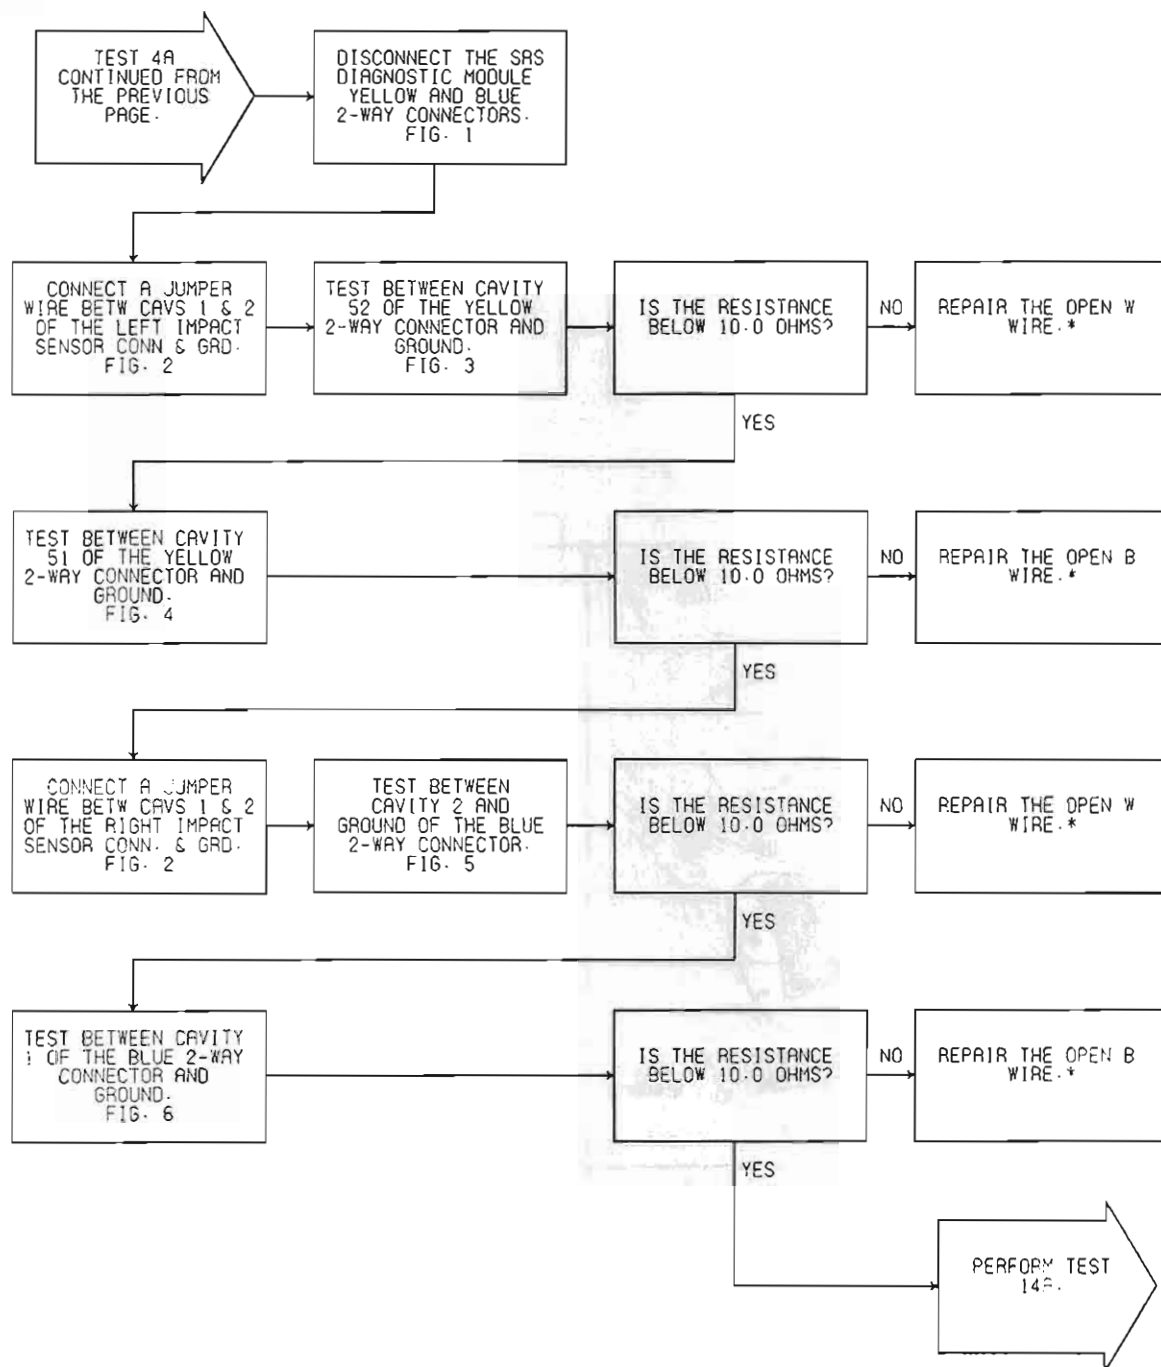 TEST 4A
CONTINUED FROM
THE PREVIOUS
PAGE.
DISCONNECT THE SRS
DIAGNOSTIC MODULE
YELLOW AND BLUE
2-WAY CONNECTORS.
FIG. 1
CONNECT A JUMPER
WIRE BETW CAVS 1 & 2
OF THE LEFT IMPACT
SENSOR CONN & GRD.
FIG. 2
TEST BETWEEN CAVITY
52 OF THE YELLOW
2-WAY CONNECTOR AND
GROUND.
FIG. 3
IS THE RESISTANCE
BELOW 10.0 OHMS?
NO
REPAIR THE OPEN W
WIRE.*
YES
TEST BETWEEN CAVITY
51 OF THE YELLOW
2-WAY CONNECTOR AND
GROUND.
FIG. 4
IS THE RESISTANCE
BELOW 10.0 OHMS?
NO
REPAIR THE OPEN B
WIRE.*
YES
CONNECT A JUMPER
WIRE BETW CAVS 1 & 2
OF THE RIGHT IMPACT
SENSOR CONN. & GRD.
FIG. 2
TEST BETWEEN
CAVITY 2 AND
GROUND OF THE BLUE
2-WAY CONNECTOR.
FIG. 5
IS THE RESISTANCE
BELOW 10.0 OHMS?
NO
REPAIR THE OPEN W
WIRE.*
YES
TEST BETWEEN CAVITY
1 OF THE BLUE 2-WAY
CONNECTOR AND
GROUND.
FIG. 6
IS THE RESISTANCE
BELOW 10.0 OHMS?
NO
REPAIR THE OPEN B
WIRE.*
YES
PERFORM TEST
14A.